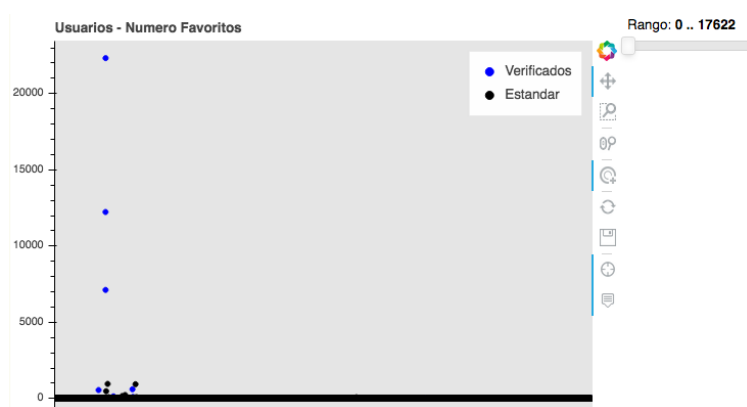 Usuarios - Numero Favoritos
Rango: 0 .. 17622
Verificados
Estandar
20000
15000
10000
5000
0